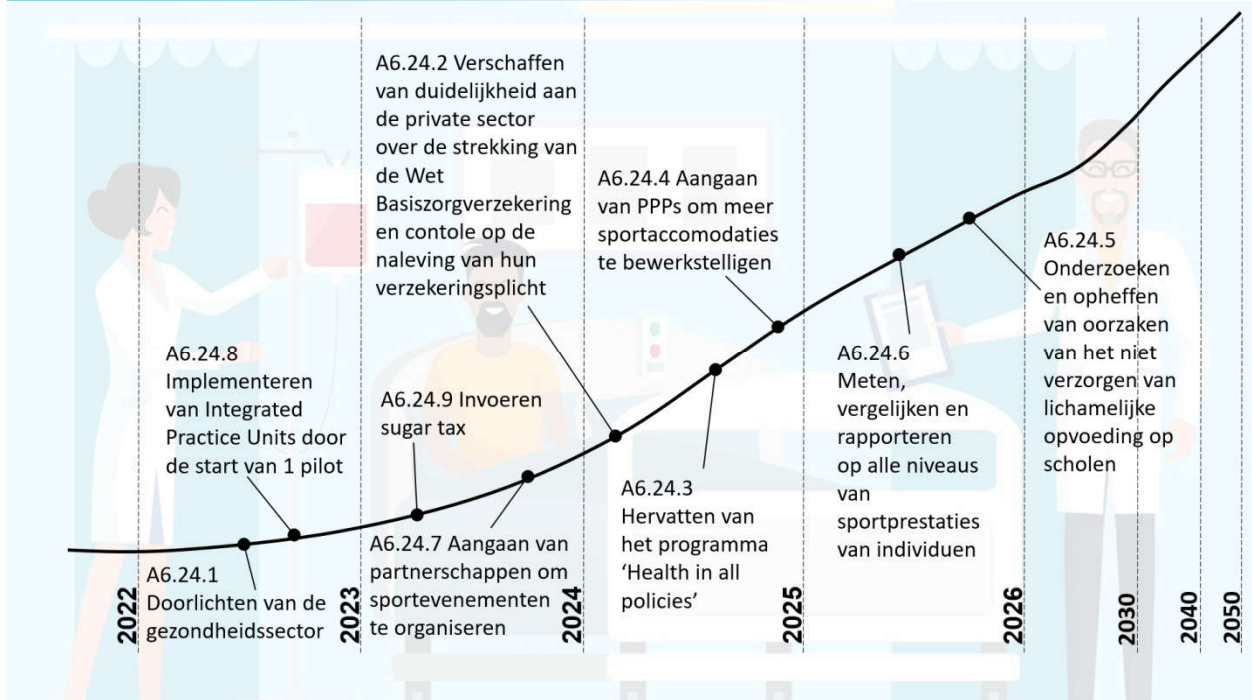 A6.24.2 Verschaffen
van duidelijkheid aan
de private sector
over de strekking van
de Wet
Basiszorgverzekering
en contole op de
naleving van hun
verzekeringsplicht
A6.24.4 Aangaan
van PPPs om meer
sportaccomodaties
te bewerkstelligen
A6.24.5
Onderzoeken
en opheffen
van oorzaken
van het niet
verzorgen van
lichamelijke
opvoeding op
scholen
A6.24.8
Implementeren
van Integrated
Practice Units door
de start van 1 pilot
A6.24.9 Invoeren
sugar tax
A6.24.6
Meten,
vergelijken en
rapporteren
op alle niveaus
van
sportprestaties
van individuen
A6.24.3
Hervatten van
het programma
‘Health in all
policies’
A6.24.7 Aangaan van
partnerschappen om
sportevenementen
te organiseren
A6.24.1
Doorlichten van de
gezondheidssector
2022
2023
2024
2025
2026
2030
2040
2050